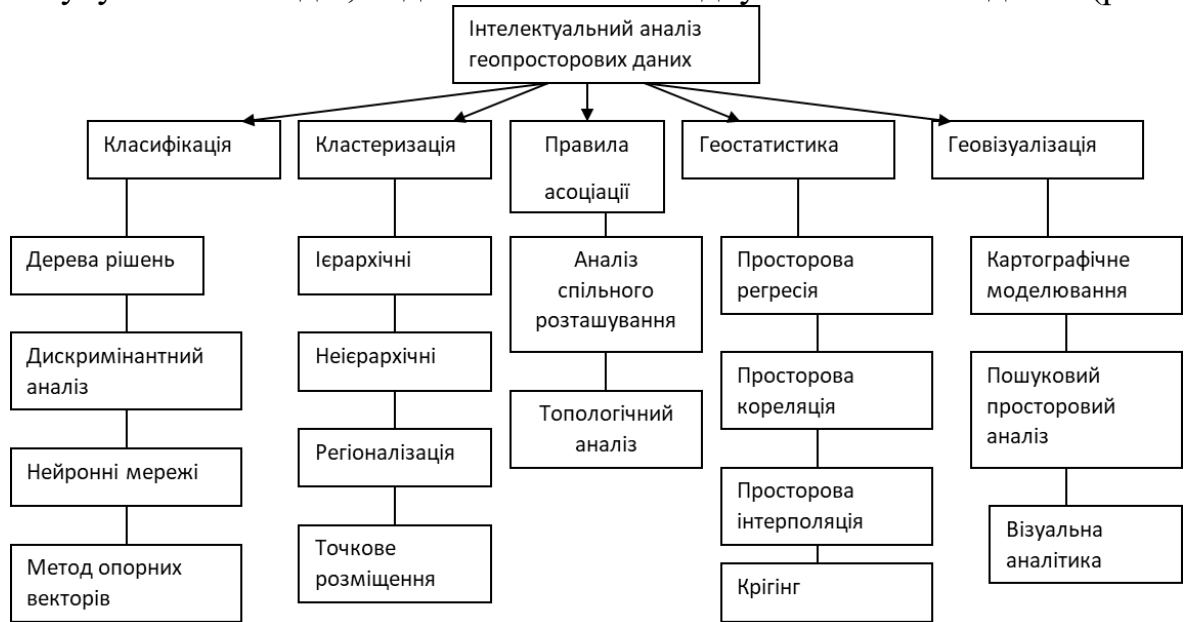 Інтелектуальний аналіз
геопросторових даних
Класифікація
Кластеризація
Правила
асоціації
Геостатистика
Геовізуалізація
Дерева рішень
Ієрархічні
Аналіз
спільного
розташування
Просторова
регресія
Картографічне
моделювання
Дискримінантний
аналіз
Неієрархічні
Топологічний
аналіз
Просторова
кореляція
Пошуковий
просторовий
аналіз
Нейронні мережі
Регіоналізація
Просторова
інтерполяція
Візуальна
аналітика
Метод опорних
векторів
Точкове
розміщення
Крігінг